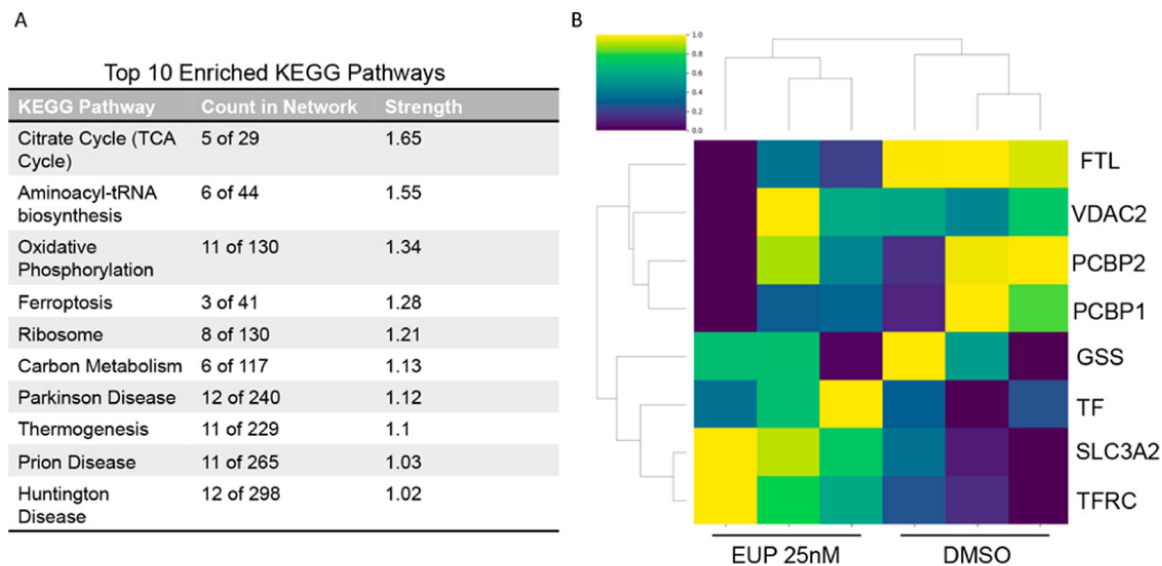 A
Top 10 Enriched KEGG Pathways
KEGG Pathway Count in Network Strength
Citrate Cycle (TCA
Cycle) 5 of 29 1.65
Aminoacyl-tRNA
biosynthesis 6 of 44 1.55
Oxidative
Phosphorylation 11 of 130 1.34
Ferroptosis 3 of 41 1.28
Ribosome 8 of 130 1.21
Carbon Metabolism 6 of 117 1.13
Parkinson Disease 12 of 240 1.12
Thermogenesis 11 of 229 1.1
Prion Disease 11 of 265 1.03
Huntington
Disease 12 of 298 1.02
B
1.0
0.8
0.6
0.4
0.2
0.0
FTL
VDAC2
PCBP2
PCBP1
GSS
TF
SLC3A2
TFRC
EUP 25nM DMSO